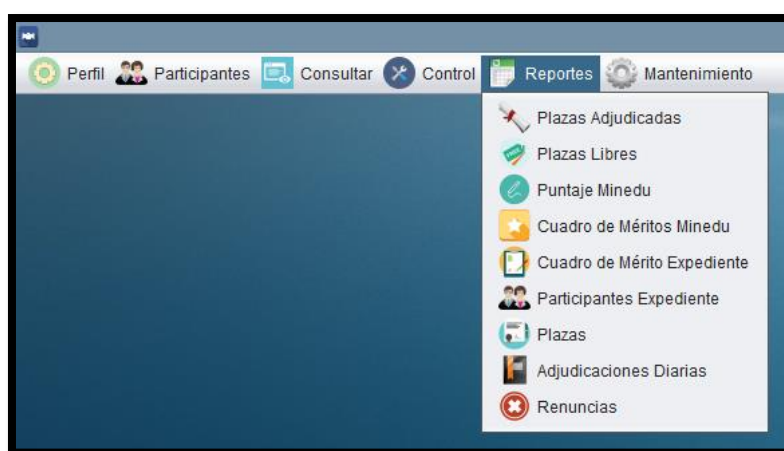 Perfil Participantes Consultar Control Reportes Mantenimiento
Plazas Adjudicadas
Plazas Libres
Puntaje Minedu
Cuadro de Méritos Minedu
Cuadro de Mérito Expediente
Participantes Expediente
Plazas
Adjudicaciones Diarias
Renuncias